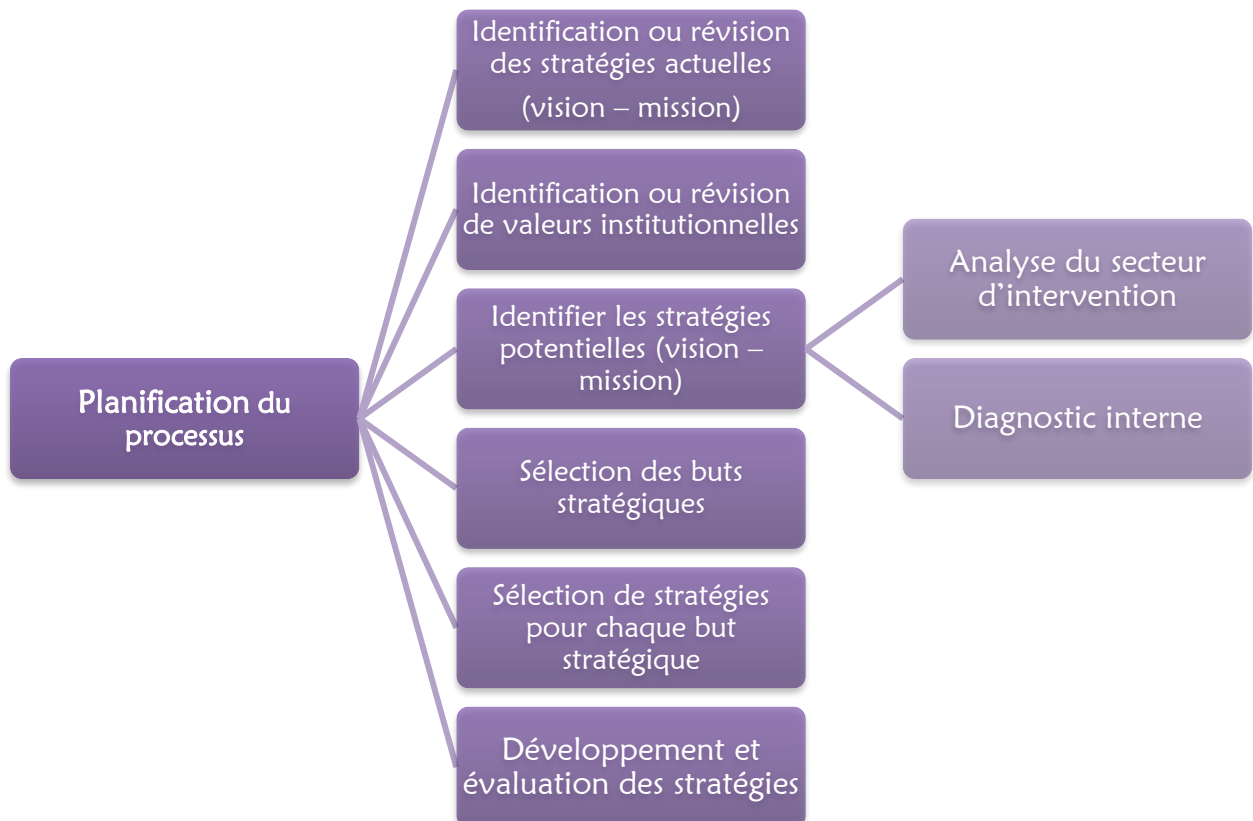 Planification du
processus
Identification ou révision
des stratégies actuelles
(vision – mission)
Identification ou révision
de valeurs institutionnelles
Identifier les stratégies
potentielles (vision –
mission)
Sélection des buts
stratégiques
Sélection de stratégies
pour chaque but
stratégique
Développement et
évaluation des stratégies
Analyse du secteur
d’intervention
Diagnostic interne